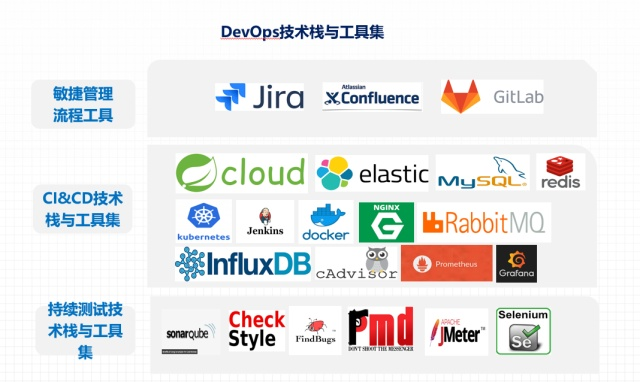 DevOps技术栈与工具集
敏捷管理
流程工具
Jira
Atlassian
Confluence
GitLab
CI&CD技术
栈与工具集
cloud
elastic
MySQL
redis
kubernetes
Jenkins
docker
NGINX
RabbitMQ
InfluxDB
cAdvisor
Prometheus
Grafana
持续测试技
术栈与工具
集
sonarqube
Check
Style
FindBugs
Pmd
DON'T SHOOT THE MESSENGER
APACHE
JMeter™
Selenium
Se